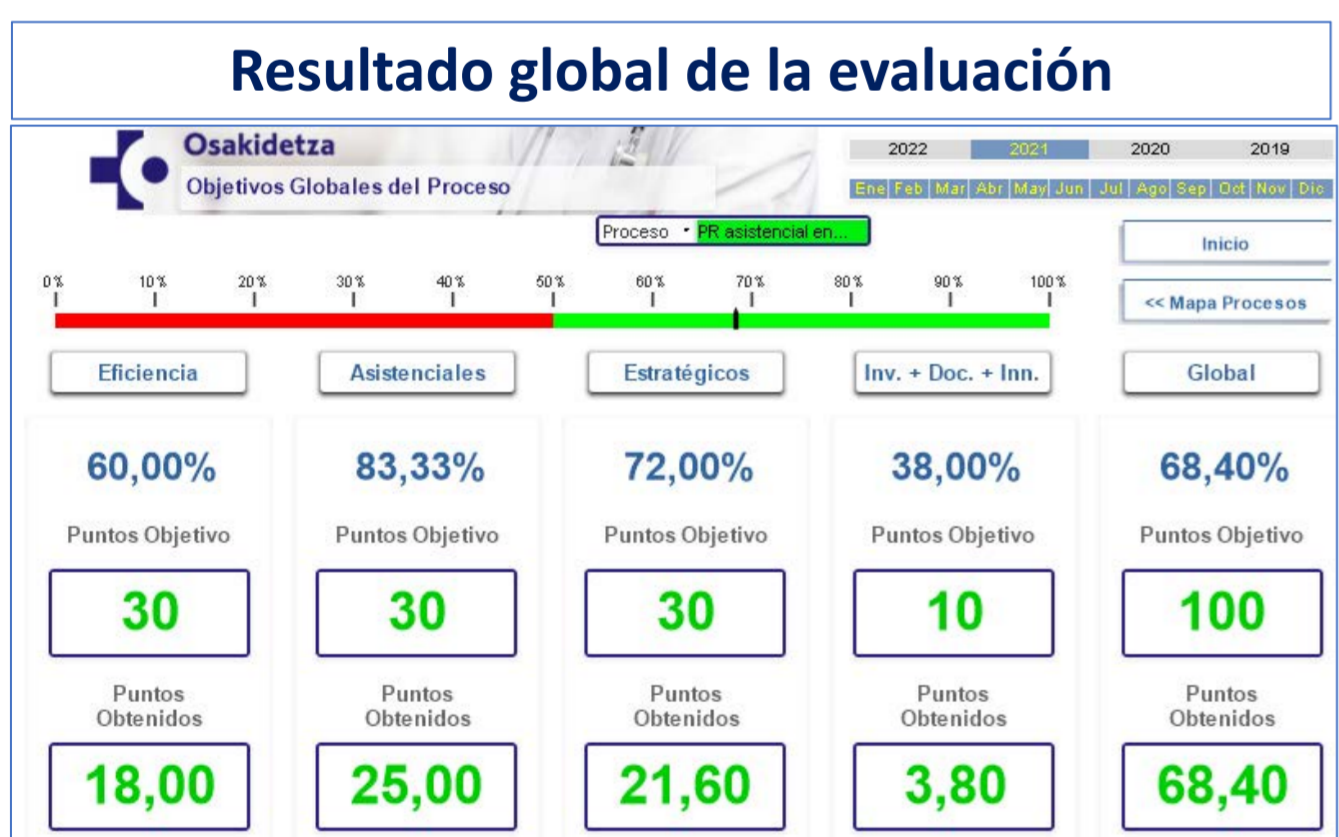 Resultado global de la evaluación
Osakidetza
Objetivos Globales del Proceso
2022 2021 2020 2019
Ene Feb Mar Abr May Jun Jul Ago Sep Oct Nov Dic
Proceso PR asistencial en...
Inicio
0% 10% 20% 30% 40% 50% 60% 70% 80% 90% 100%
<< Mapa Procesos
Eficiencia Asistenciales Estratégicos Inv. + Doc. + Inn. Global
60,00% 83,33% 72,00% 38,00% 68,40%
Puntos Objetivo Puntos Objetivo Puntos Objetivo Puntos Objetivo Puntos Objetivo
30 30 30 10 100
Puntos Puntos Puntos Puntos Puntos
Obtenidos Obtenidos Obtenidos Obtenidos Obtenidos
18,00 25,00 21,60 3,80 68,40